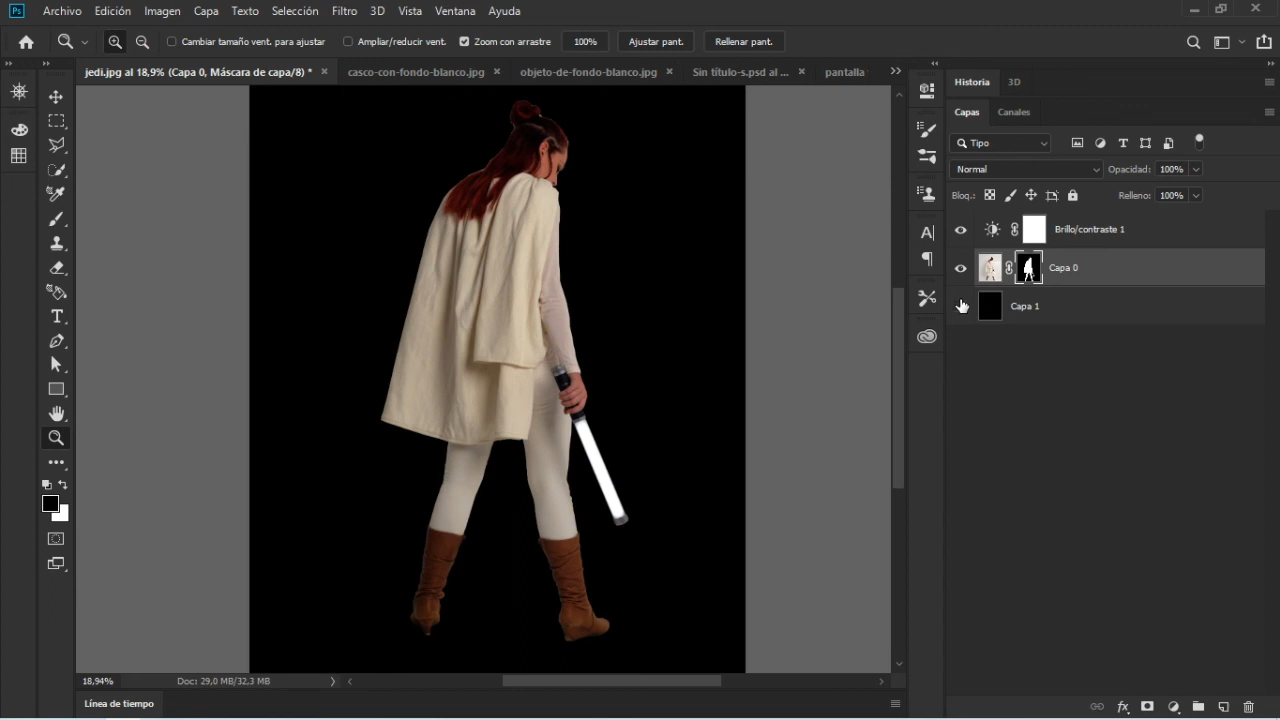 Ps Archivo Edición Imagen Capa Texto Selección Filtro 3D Vista Ventana Ayuda
Cambiar tamaño vent. para ajustar Ampliar/reducir vent. Zoom con arrastre 100% Ajustar pant. Rellenar pant.
jedi.jpg al 18,9% (Capa 0, Máscara de capa/8) * casco-con-fondo-blanco.jpg objeto-de-fondo-blanco.jpg Sin título-s.psd al ... pantalla
Historia 3D
Capas Canales
Tipo
Normal Opacidad: 100%
Bloq.: Relleno: 100%
Brillo/contraste 1
Capa 0
Capa 1
18,94% Doc: 29,0 MB/32,3 MB
Línea de tiempo